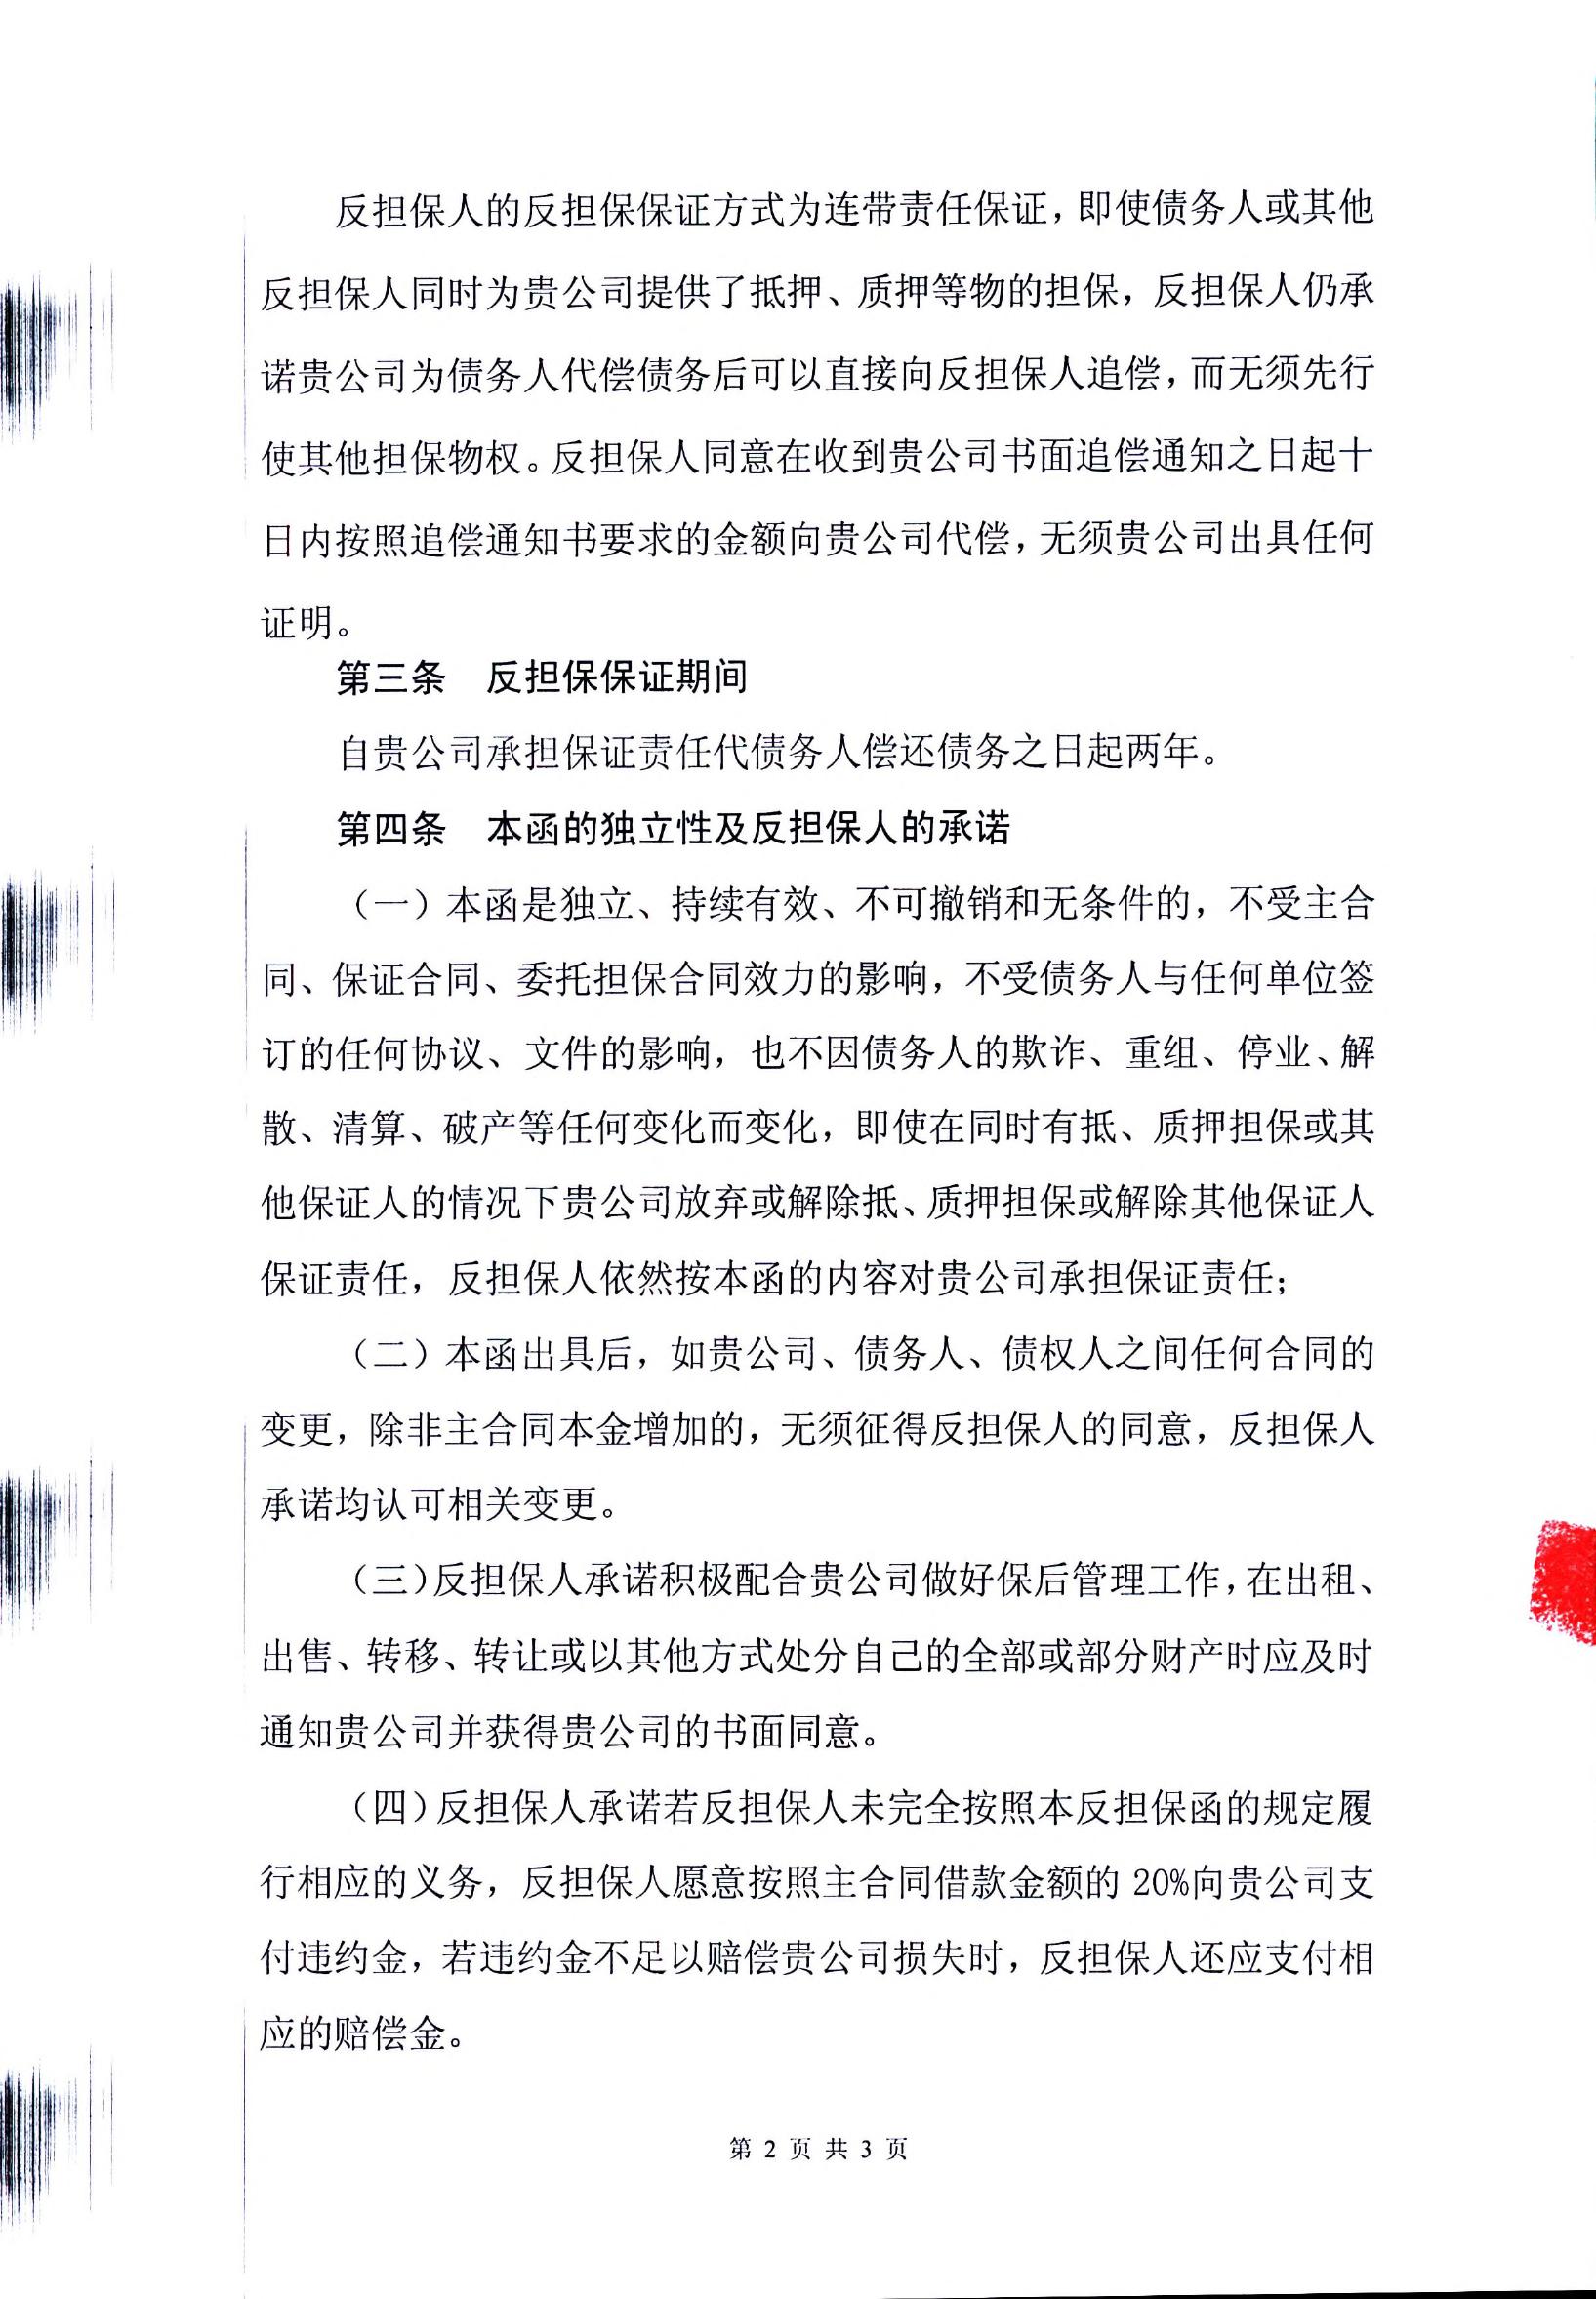 反担保人的反担保保证方式为连带责任保证，即使债务人或其他
反担保人同时为贵公司提供了抵押、质押等物的担保，反担保人仍承
诺贵公司为债务人代偿债务后可以直接向反担保人追偿，而无须先行
使其他担保物权。反担保人同意在收到贵公司书面追偿通知之日起十
日内按照追偿通知书要求的金额向贵公司代偿，无须贵公司出具任何
证明。
第三条 反担保保证期间
自贵公司承担保证责任代债务人偿还债务之日起两年。
第四条 本函的独立性及反担保人的承诺
（一）本函是独立、持续有效、不可撤销和无条件的，不受主合
同、保证合同、委托担保合同效力的影响，不受债务人与任何单位签
订的任何协议、文件的影响，也不因债务人的欺诈、重组、停业、解
散、清算、破产等任何变化而变化，即使在同时有抵、质押担保或其
他保证人的情况下贵公司放弃或解除抵、质押担保或解除其他保证人
保证责任，反担保人依然按本函的内容对贵公司承担保证责任；
（二）本函出具后，如贵公司、债务人、债权人之间任何合同的
变更，除非主合同本金增加的，无须征得反担保人的同意，反担保人
承诺均认可相关变更。
（三）反担保人承诺积极配合贵公司做好保后管理工作，在出租、
出售、转移、转让或以其他方式处分自己的全部或部分财产时应及时
通知贵公司并获得贵公司的书面同意。
（四）反担保人承诺若反担保人未完全按照本反担保函的规定履
行相应的义务，反担保人愿意按照主合同借款金额的 20%向贵公司支
付违约金，若违约金不足以赔偿贵公司损失时，反担保人还应支付相
应的赔偿金。
第 2 页 共 3 页